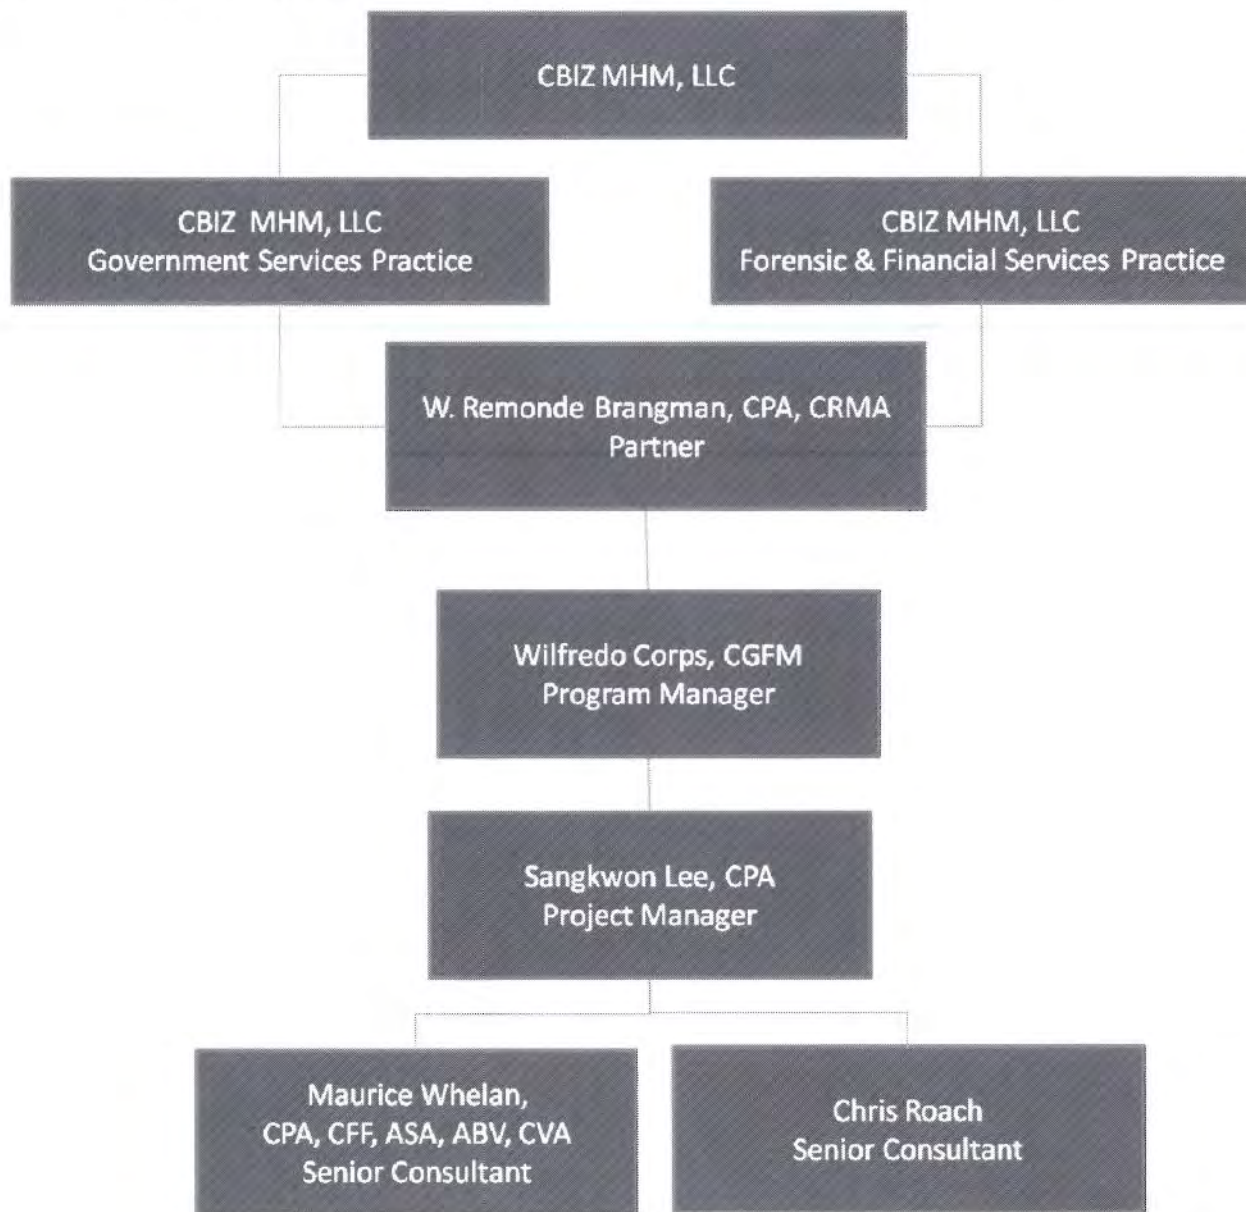 CBIZ MHM, LLC
CBIZ MHM, LLC
Government Services Practice
CBIZ MHM, LLC
Forensic & Financial Services Practice
W. Remonde Brangman, CPA, CRMA
Partner
Wilfredo Corps, CGFM
Program Manager
Sangkwon Lee, CPA
Project Manager
Maurice Whelan,
CPA, CFF, ASA, ABV, CVA
Senior Consultant
Chris Roach
Senior Consultant